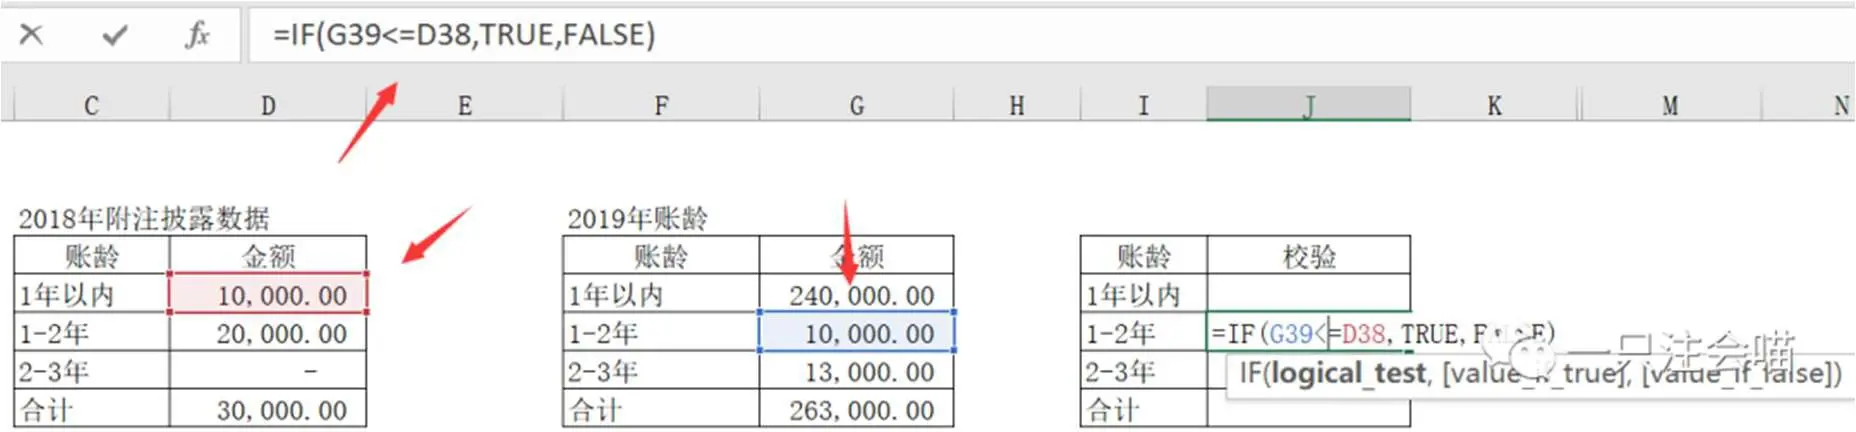 =IF(G39<=D38,TRUE,FALSE)
C D E F G H I J K M N
2018年附注披露数据 2019年账龄
账龄 金额 账龄 金额 账龄 校验
1年以内 10,000.00 1年以内 240,000.00 1年以内
1-2年 20,000.00 1-2年 10,000.00 1-2年 =IF(G39<=D38,TRUE,FALSE)
一只注会喵
2-3年 - 2-3年 13,000.00 2-3年 IF(logical_test, [value_if_true], [value_if_false])
合计 30,000.00 合计 263,000.00 合计